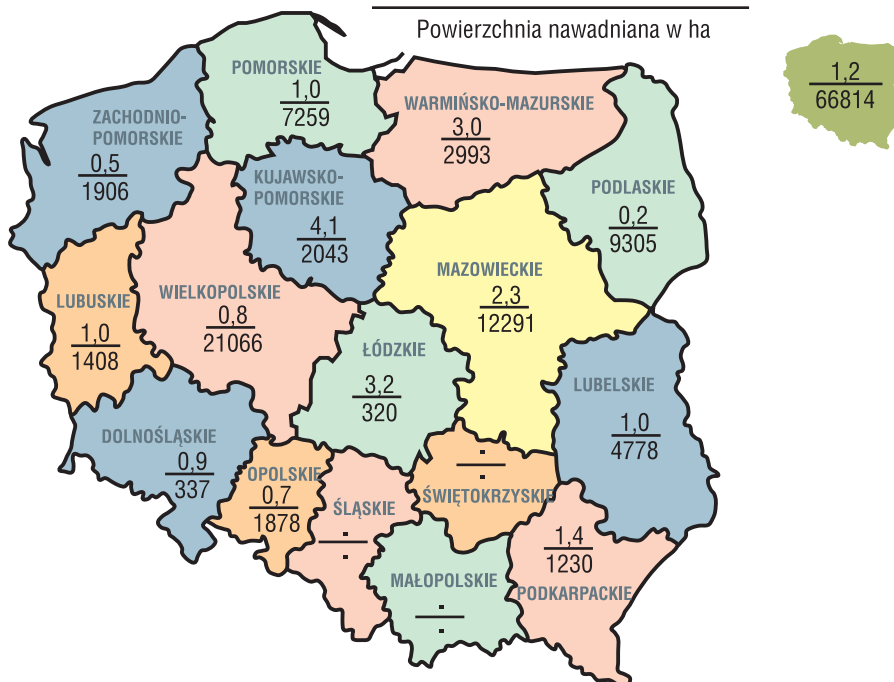 Powierzchnia nawadniana w ha
1,2
66814
POMORSKIE
1,0
7259
WARMIŃSKO-MAZURSKIE
3,0
2993
ZACHODNIO-
POMORSKIE
0,5
1906
KUJAWSKO-
POMORSKIE
4,1
2043
PODLASKIE
0,2
9305
MAZOWIECKIE
2,3
12291
LUBUSKIE
1,0
1408
WIELKOPOLSKIE
0,8
21066
ŁÓDZKIE
3,2
320
LUBELSKIE
1,0
4778
DOLNOŚLĄSKIE
0,9
337
OPOLSKIE
0,7
1878
ŚLĄSKIE
.
.
.
.
ŚWIĘTOKRZYSKIE
MAŁOPOLSKIE
.
.
1,4
1230
PODKARPACKIE